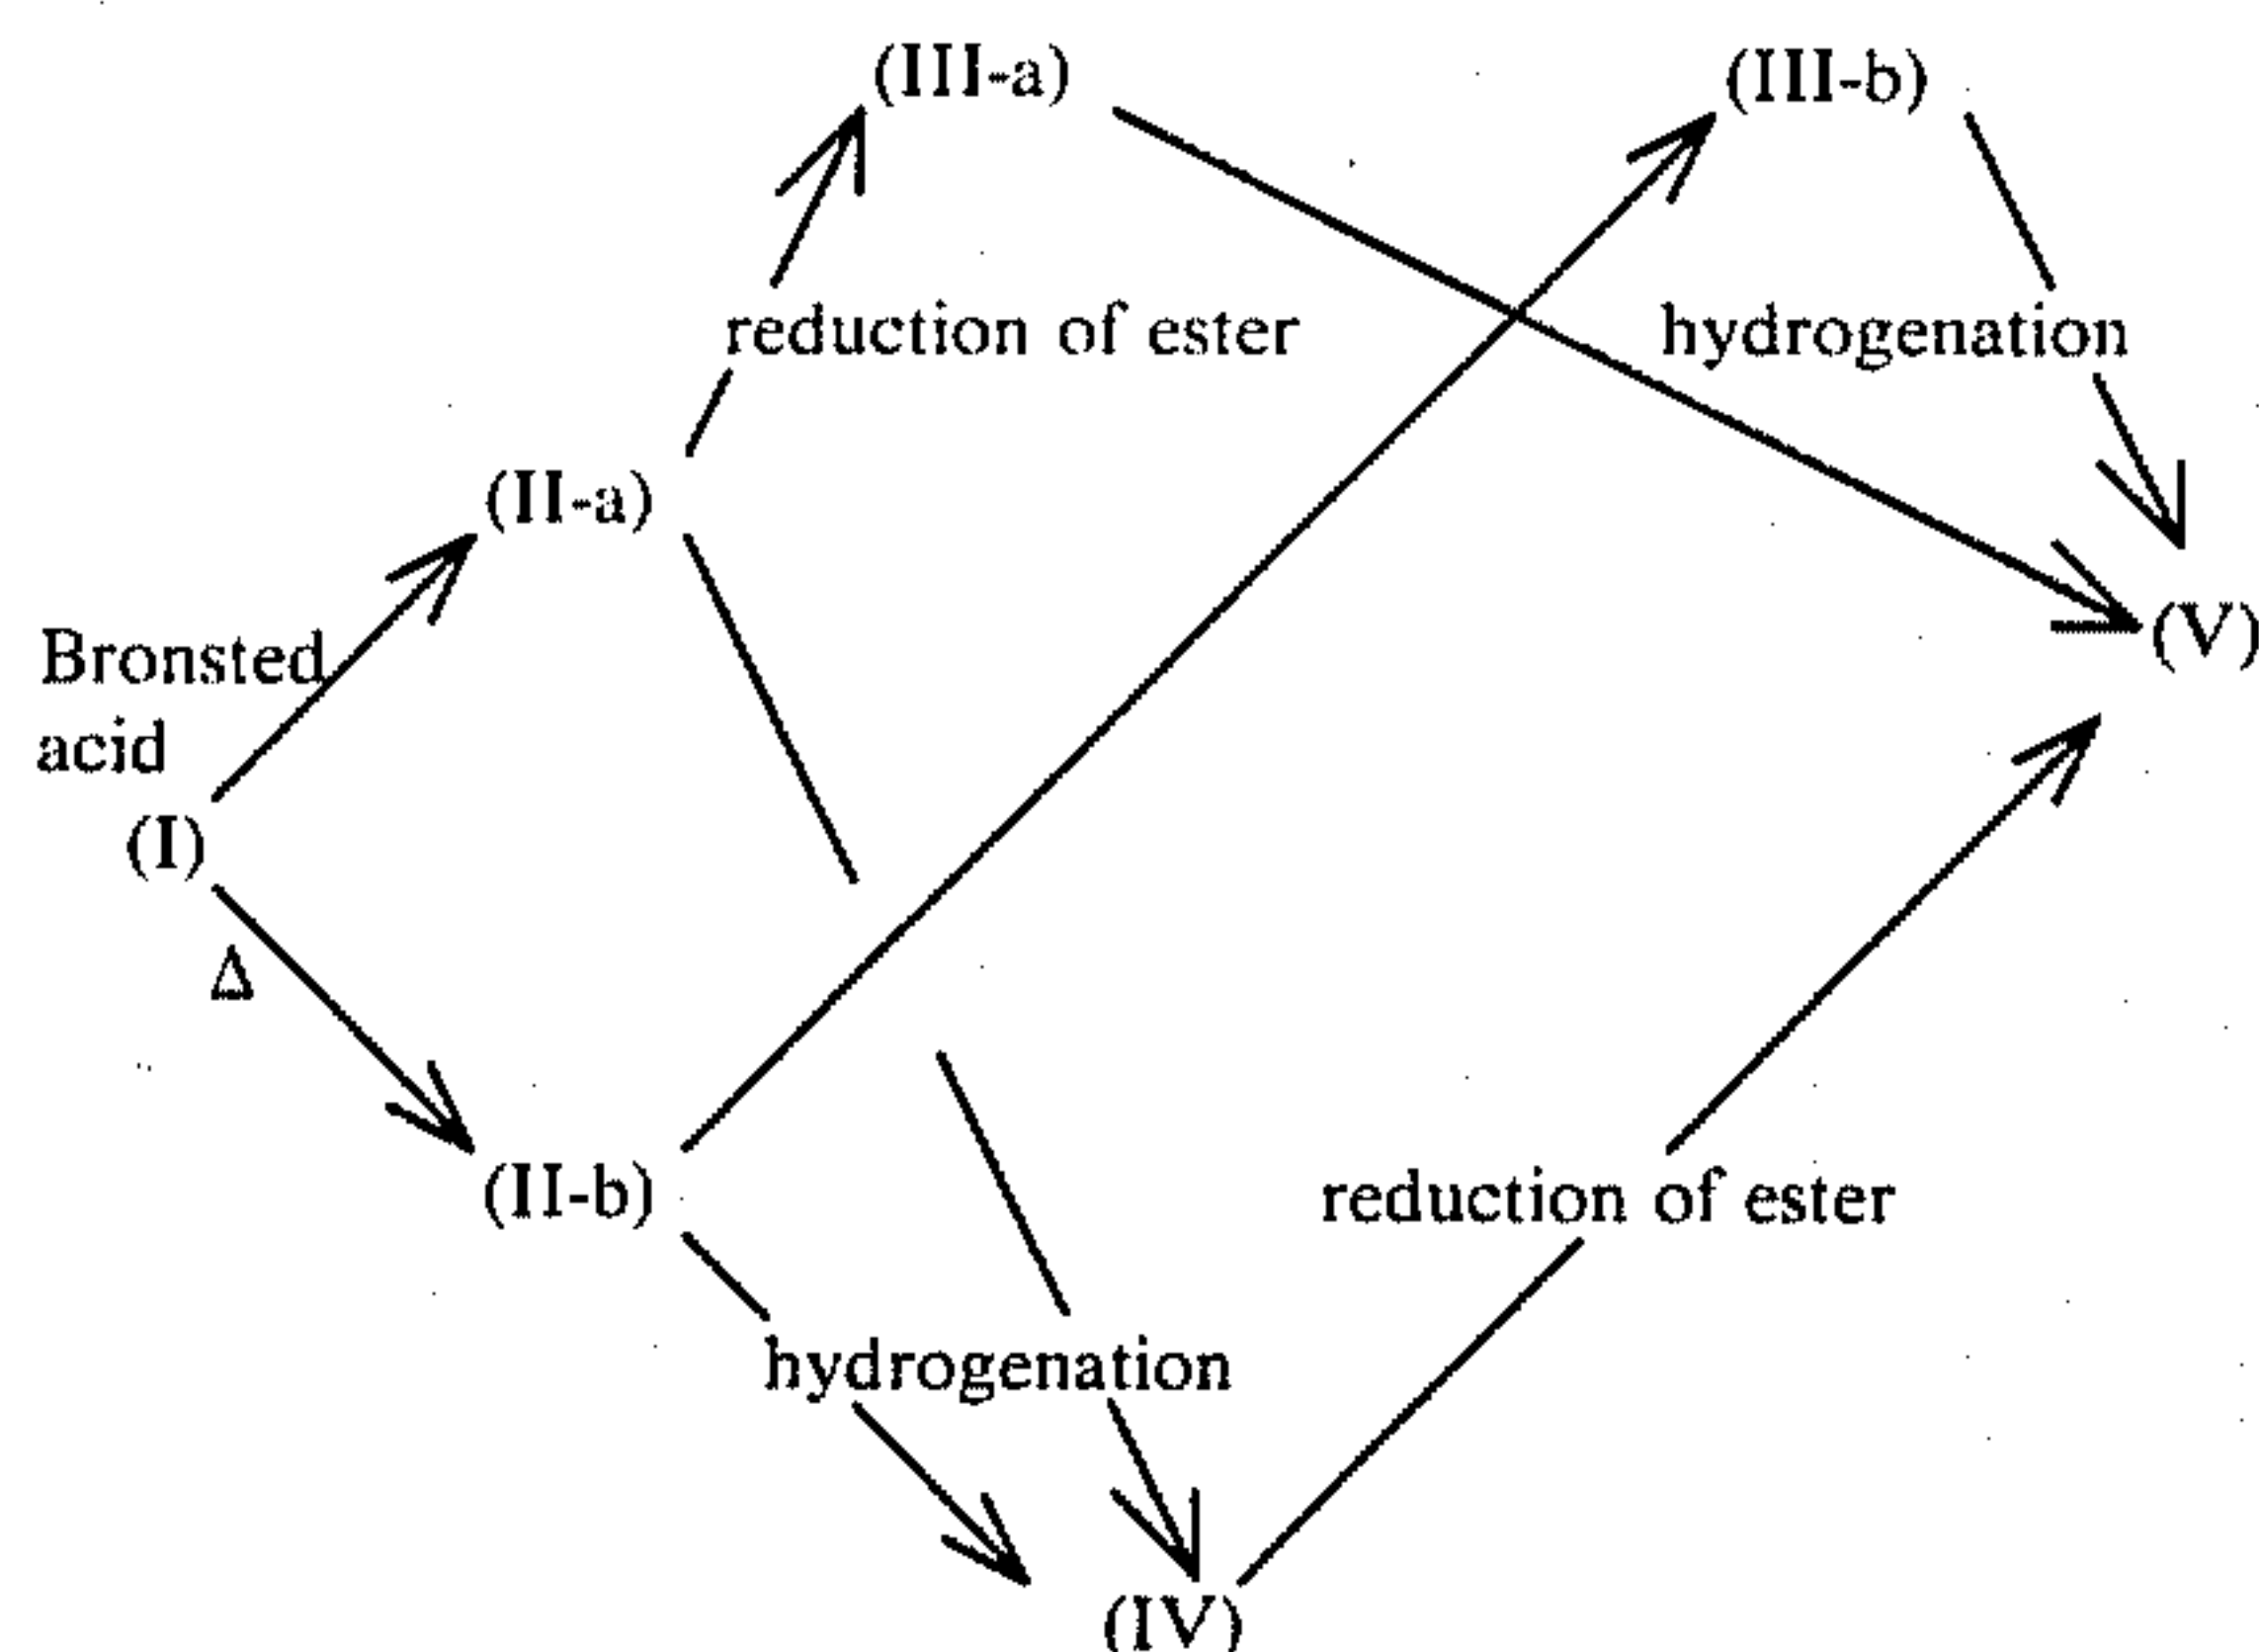 (III-a)
(III-b)
reduction of ester
hydrogenation
(II-a)
(V)
Bronsted
acid
(I)
Δ
(II-b)
reduction of ester
hydrogenation
(IV)